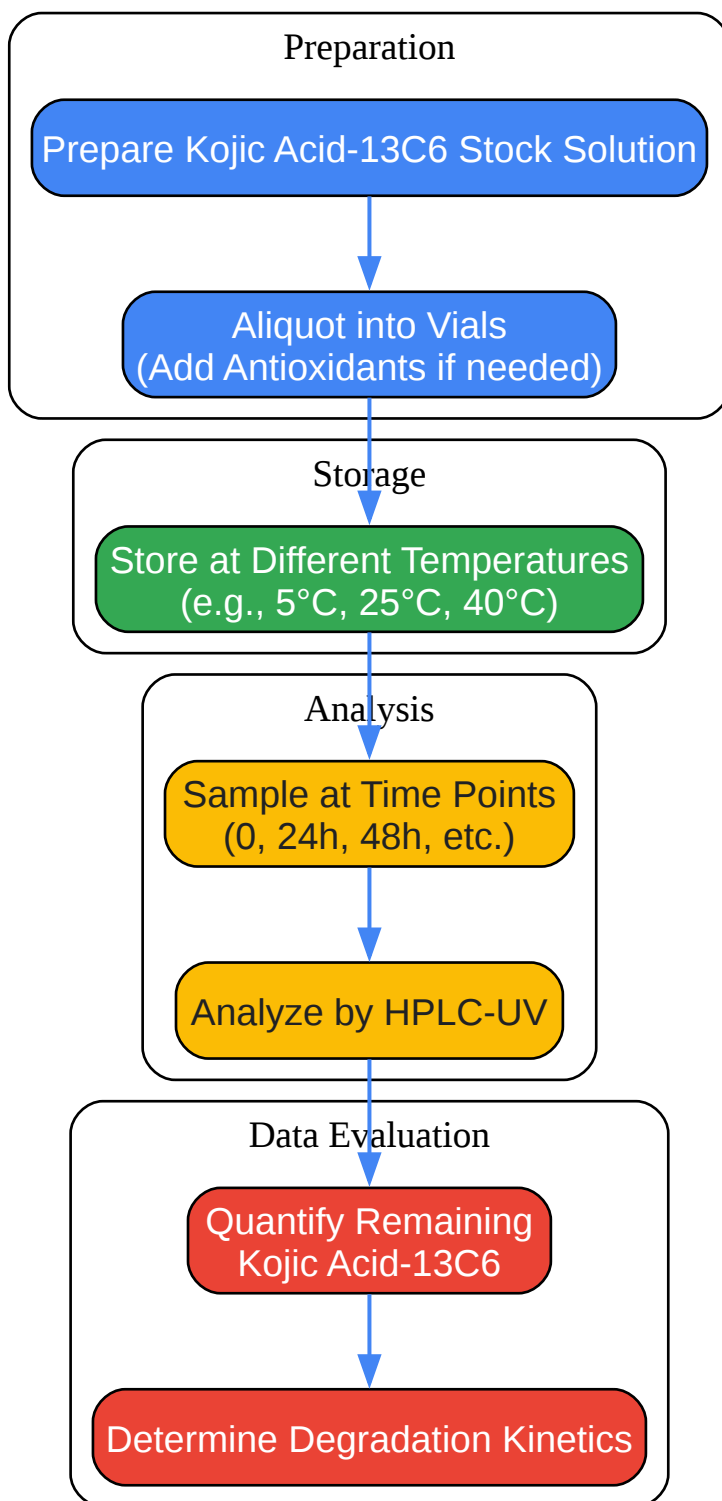 Preparation
Prepare Kojic Acid-13C6 Stock Solution
Aliquot into Vials
(Add Antioxidants if needed)
Storage
Store at Different Temperatures
(e.g., 5°C, 25°C, 40°C)
Analysis
Sample at Time Points
(0, 24h, 48h, etc.)
Analyze by HPLC-UV
Data Evaluation
Quantify Remaining
Kojic Acid-13C6
Determine Degradation Kinetics